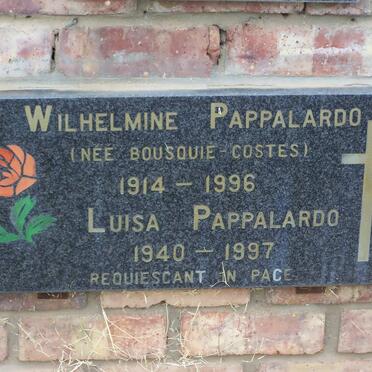 WILHELMINE PAPPALARDO
(NÉE BOUSQUIE-COSTES)
1914 - 1996
LUISA PAPPALARDO
1940 - 1997
REQUIESCANT IN PACE